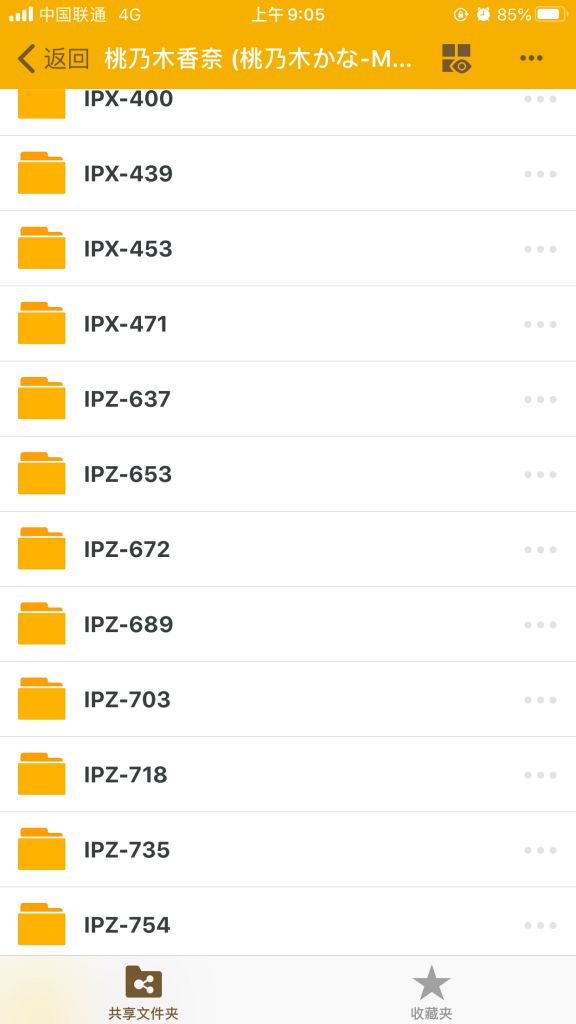 中国联通 4G 上午9:05 85%
返回 桃乃木香奈 (桃乃木かな-M...
IPX-400
IPX-439
IPX-453
IPX-471
IPZ-637
IPZ-653
IPZ-672
IPZ-689
IPZ-703
IPZ-718
IPZ-735
IPZ-754
共享文件夹 收藏夹